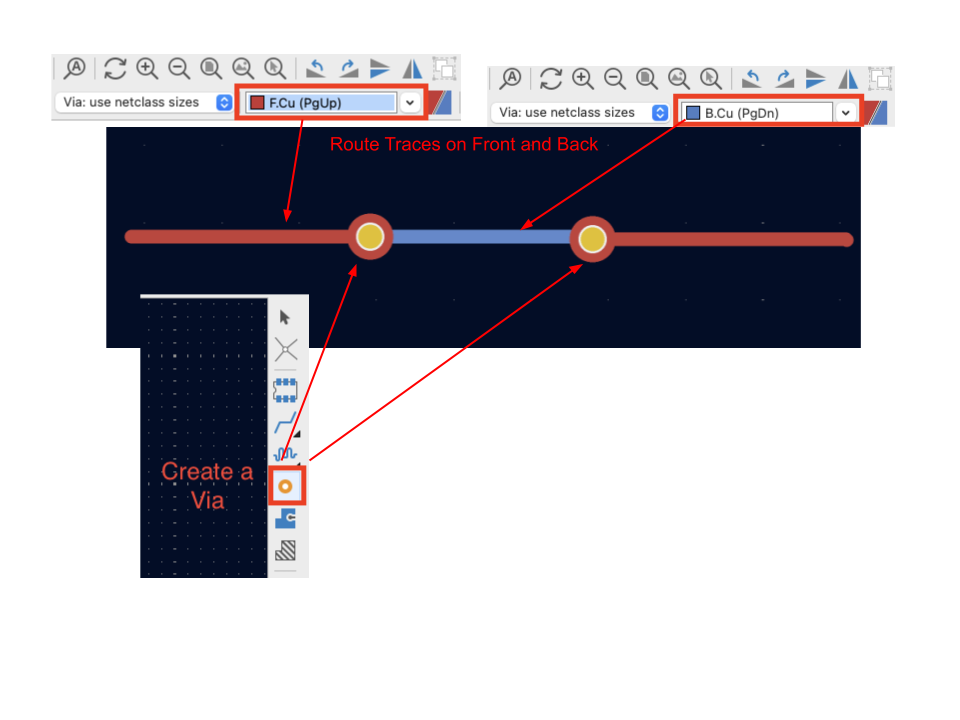 Via: use netclass sizes
F.Cu (PgUp)
Via: use netclass sizes
B.Cu (PgDn)
Route Traces on Front and Back
Create a
Via